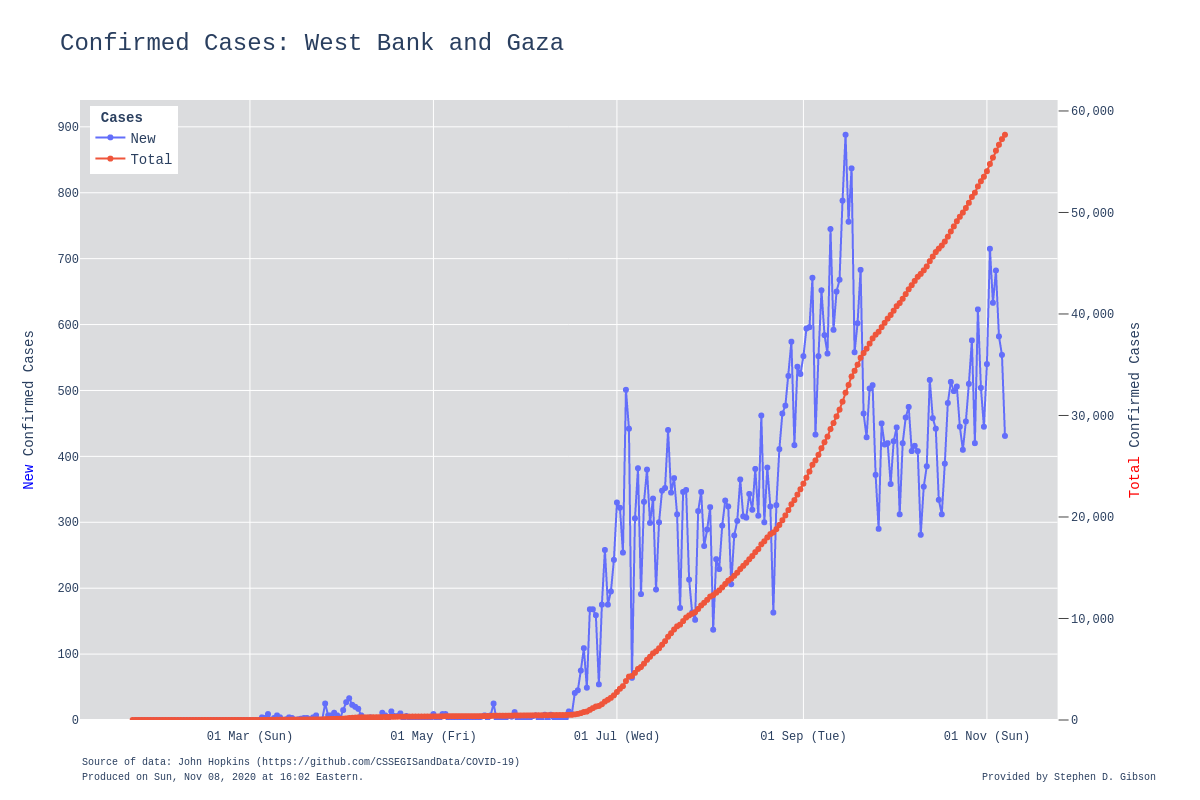 Confirmed Cases: West Bank and Gaza
Cases
New
Total
900
800
700
600
500
400
300
200
100
0
60,000
50,000
40,000
30,000
20,000
10,000
0
New Confirmed Cases
Total Confirmed Cases
01 Mar (Sun)
01 May (Fri)
01 Jul (Wed)
01 Sep (Tue)
01 Nov (Sun)
Source of data: John Hopkins (https://github.com/CSSEGISandData/COVID-19)
Produced on Sun, Nov 08, 2020 at 16:02 Eastern.
Provided by Stephen D. Gibson